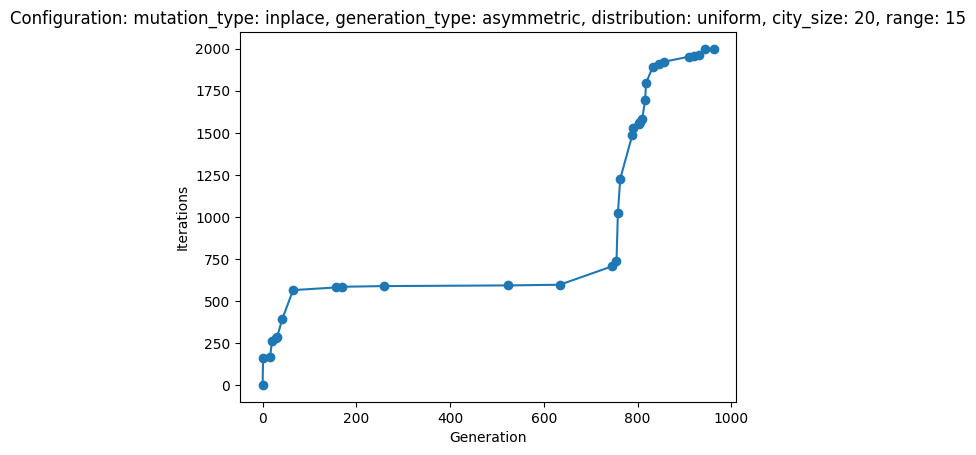 Configuration: mutation_type: inplace, generation_type: asymmetric, distribution: uniform, city_size: 20, range: 15
2000
1750
1500
1250
1000
750
500
250
0
Iterations
0 200 400 600 800 1000
Generation